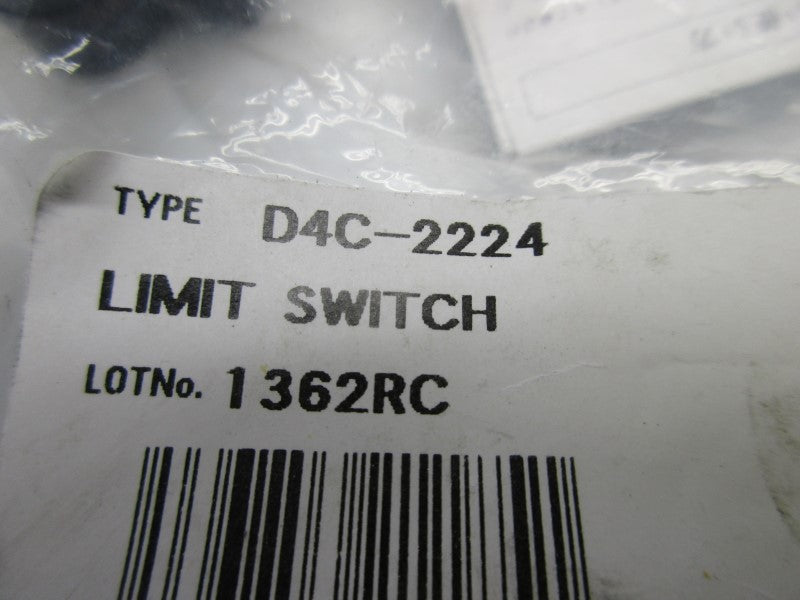 TYPE D4C-2224
LIMIT SWITCH
LOTNo. 1362RC